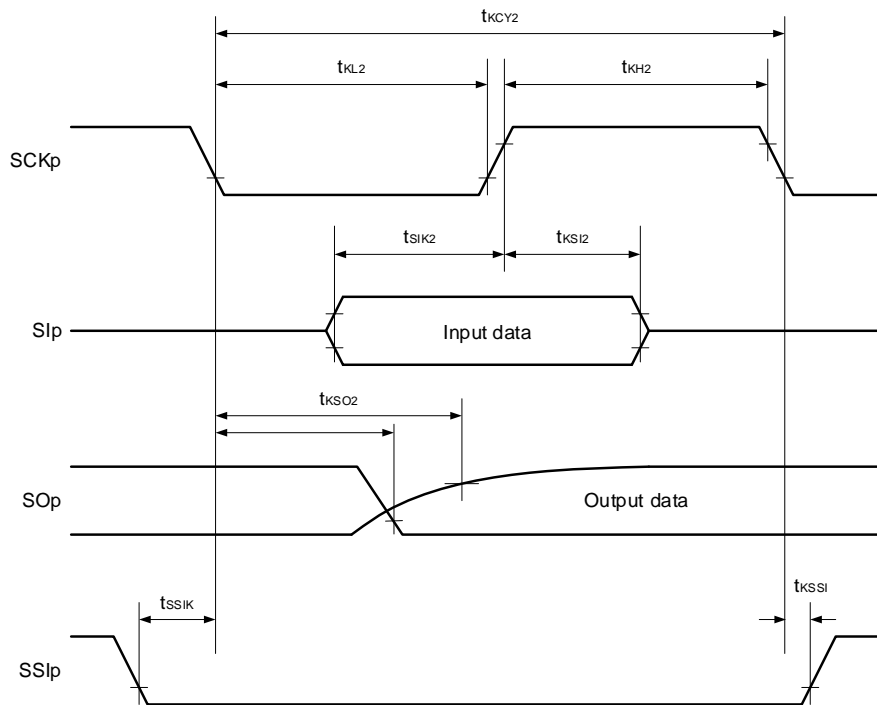 tKCY2
tKL2
tKH2
SCKp
tSIK2
tKSI2
SIp
Input data
tKSO2
SOp
Output data
tSSIK
tKSSI
SSIp